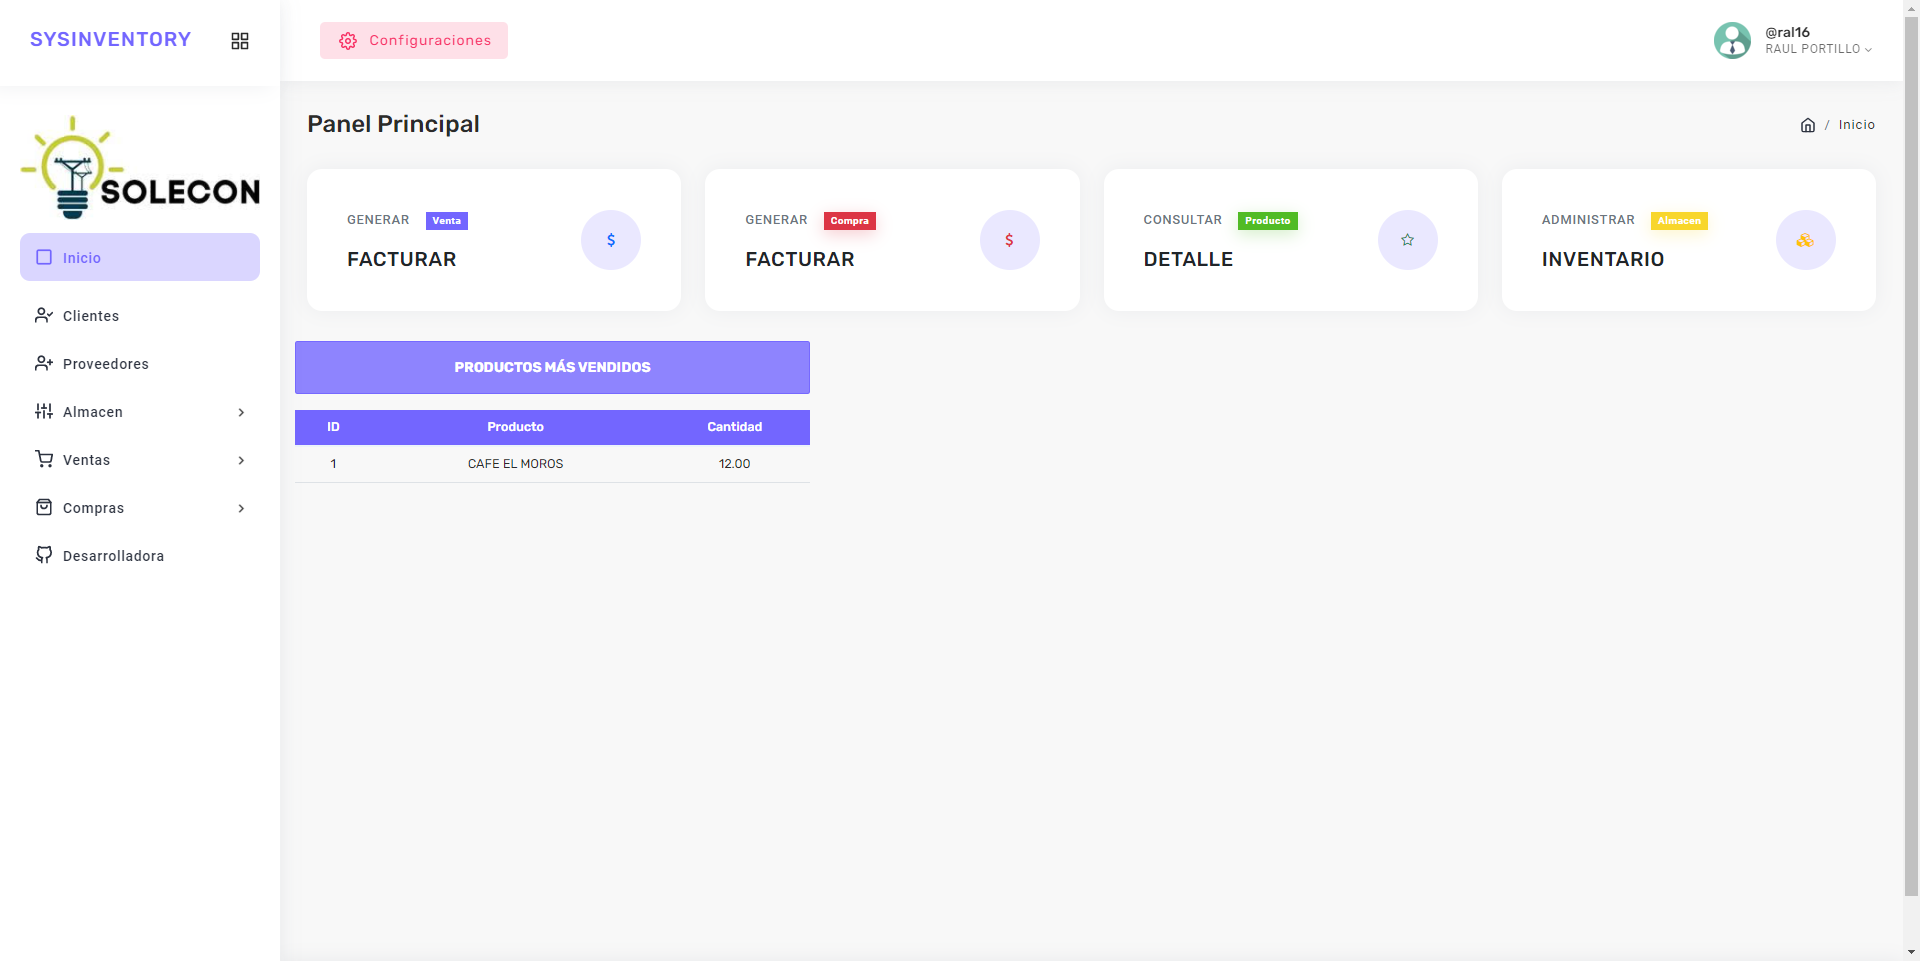 SYSINVENTORY
Configuraciones
@ral16
RAUL PORTILLO
SOLECON
Inicio
Clientes
Proveedores
Almacen
Ventas
Compras
Desarrolladora
Panel Principal
/ Inicio
GENERAR Venta
FACTURAR
GENERAR Compra
FACTURAR
CONSULTAR Producto
DETALLE
ADMINISTRAR Almacen
INVENTARIO
PRODUCTOS MÁS VENDIDOS
ID Producto Cantidad
1 CAFE EL MOROS 12.00